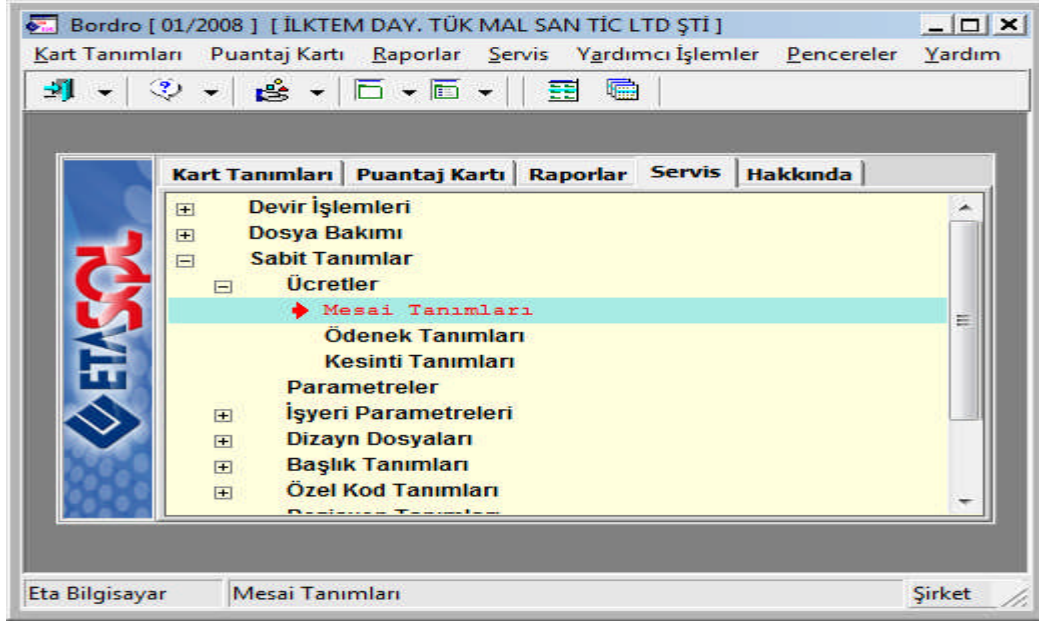 Bordro [ 01/2008 ] [ İLKTEM DAY. TÜK MAL SAN TİC LTD ŞTİ ]
Kart Tanımları Puantaj Kartı Raporlar Servis Yardımcı İşlemler Pencereler Yardım
Kart Tanımları Puantaj Kartı Raporlar Servis Hakkında
Devir İşlemleri
Dosya Bakımı
Sabit Tanımlar
Ücretler
Mesai Tanımları
Ödenek Tanımları
Kesinti Tanımları
Parametreler
İşyeri Parametreleri
Dizayn Dosyaları
Başlık Tanımları
Özel Kod Tanımları
ETASQL
Eta Bilgisayar Mesai Tanımları Şirket